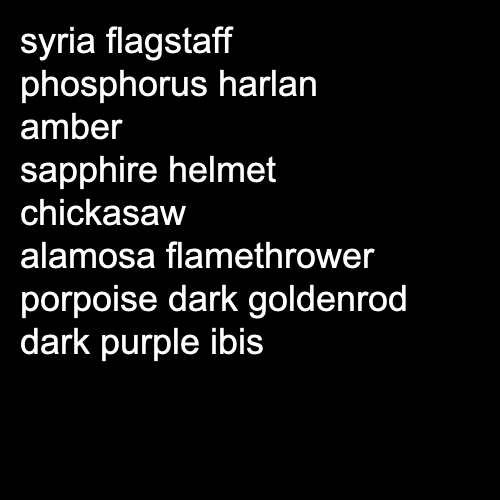 syria flagstaff
phosphorus harlan
amber
sapphire helmet
chickasaw
alamosa flamethrower
porpoise dark goldenrod
dark purple ibis